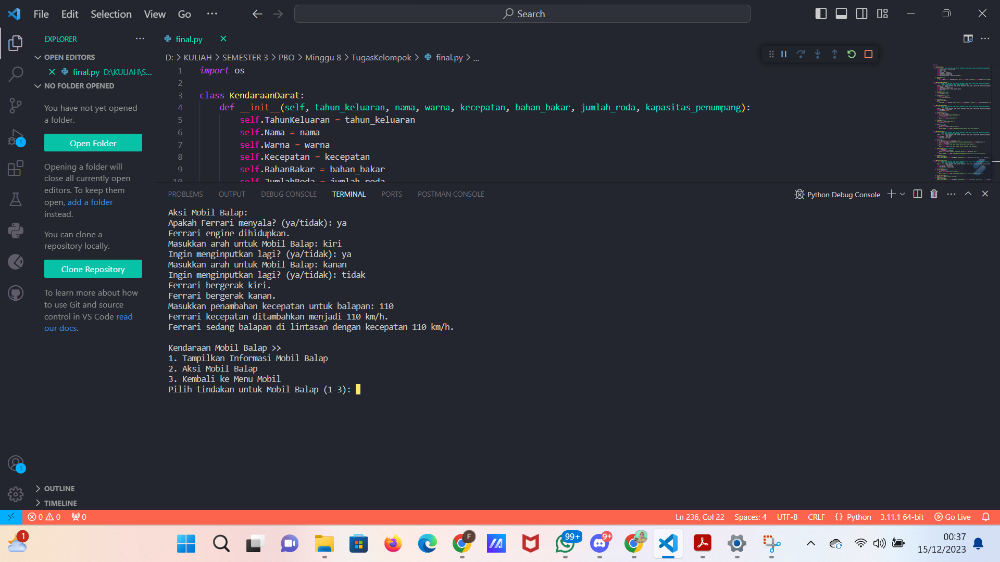 File Edit Selection View Go ···
Search
EXPLORER ···
OPEN EDITORS
final.py D:\KULIAH\S...
NO FOLDER OPENED
You have not yet opened
a folder.
Open Folder
Opening a folder will
close all currently open
editors. To keep them
open, add a folder
instead.
You can clone a
repository locally.
Clone Repository
To learn more about how
to use Git and source
control in VS Code read
our docs.
OUTLINE
TIMELINE
1
1
final.py
D: > KULIAH > SEMESTER 3 > PBO > Minggu 8 > TugasKelompok > final.py > ...
1 import os
2
3 class KendaraanDarat:
4 def __init__(self, tahun_keluaran, nama, warna, kecepatan, bahan_bakar, jumlah_roda, kapasitas_penumpang):
5 self.TahunKeluaran = tahun_keluaran
6 self.Nama = nama
7 self.Warna = warna
8 self.Kecepatan = kecepatan
9 self.BahanBakar = bahan_bakar
10 self.JumlahRoda = jumlah_roda
PROBLEMS OUTPUT DEBUG CONSOLE TERMINAL PORTS POSTMAN CONSOLE
Python Debug Console
Aksi Mobil Balap:
Apakah Ferrari menyala? (ya/tidak): ya
Ferrari engine dihidupkan.
Masukkan arah untuk Mobil Balap: kiri
Ingin menginputkan lagi? (ya/tidak): ya
Masukkan arah untuk Mobil Balap: kanan
Ingin menginputkan lagi? (ya/tidak): tidak
Ferrari bergerak kiri.
Ferrari bergerak kanan.
Masukkan penambahan kecepatan untuk balapan: 110
Ferrari kecepatan ditambahkan menjadi 110 km/h.
Ferrari sedang balapan di lintasan dengan kecepatan 110 km/h.
Kendaraan Mobil Balap >>
1. Tampilkan Informasi Mobil Balap
2. Aksi Mobil Balap
3. Kembali ke Menu Mobil
Pilih tindakan untuk Mobil Balap (1-3):
0 0 0
Ln 236, Col 22 Spaces: 4 UTF-8 CRLF {} Python 3.11.1 64-bit Go Live
1
F
99+
9+
00:37
15/12/2023